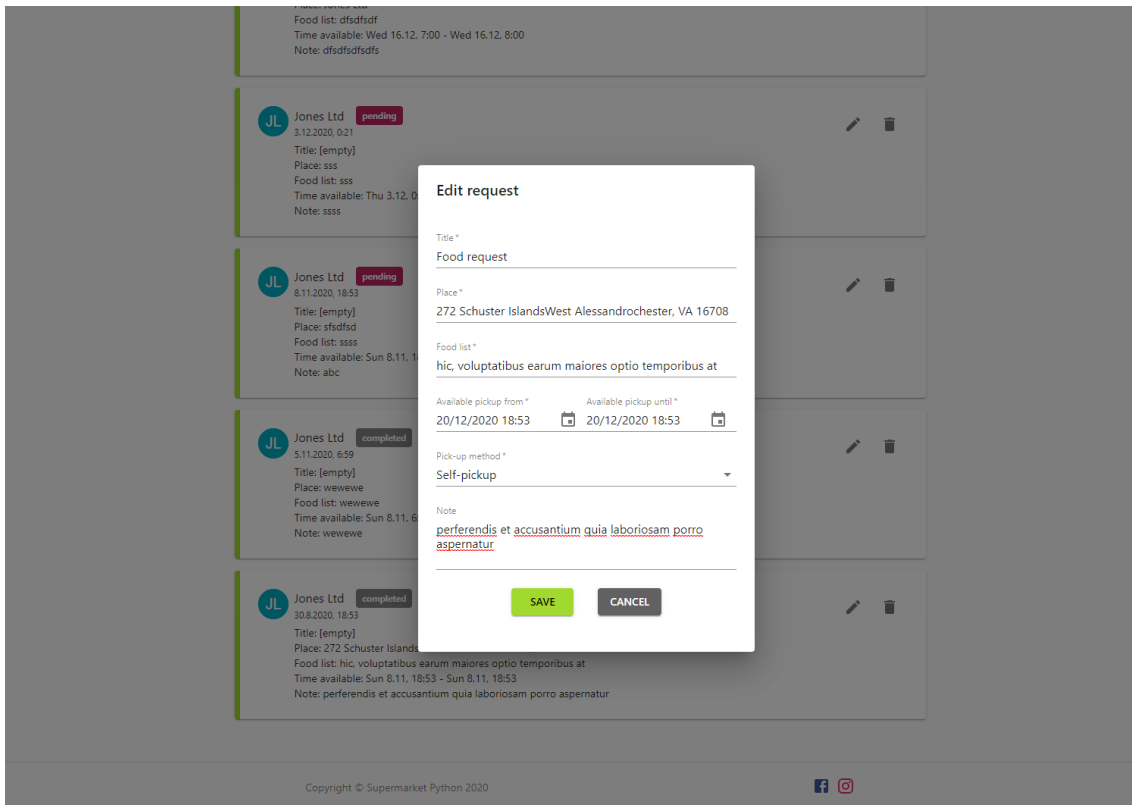 Place: Jones Ltd
Food list: dfsdfsdf
Time available: Wed 16.12, 7:00 - Wed 16.12, 8:00
Note: dfsdfsdfsdfs
JL
Jones Ltd pending
3.12.2020, 0:21
Title: [empty]
Place: sss
Food list: sss
Time available: Thu 3.12, 0:
Note: ssss
JL
Jones Ltd pending
8.11.2020, 18:53
Title: [empty]
Place: sfsdfsd
Food list: ssss
Time available: Sun 8.11, 1
Note: abc
JL
Jones Ltd completed
5.11.2020, 6:59
Title: [empty]
Place: wewewe
Food list: wewewe
Time available: Sun 8.11, 6:
Note: wewewe
JL
Jones Ltd completed
30.8.2020, 18:53
Title: [empty]
Place: 272 Schuster Islands
Food list: hic, voluptatibus earum maiores optio temporibus at
Time available: Sun 8.11, 18:53 - Sun 8.11, 18:53
Note: perferendis et accusantium quia laboriosam porro aspernatur
Edit request
Title *
Food request
Place *
272 Schuster IslandsWest Alessandrochester, VA 16708
Food list *
hic, voluptatibus earum maiores optio temporibus at
Available pickup from * Available pickup until *
20/12/2020 18:53 20/12/2020 18:53
Pick-up method *
Self-pickup
Note
perferendis et accusantium quia laboriosam porro
aspernatur
SAVE CANCEL
Copyright © Supermarket Python 2020